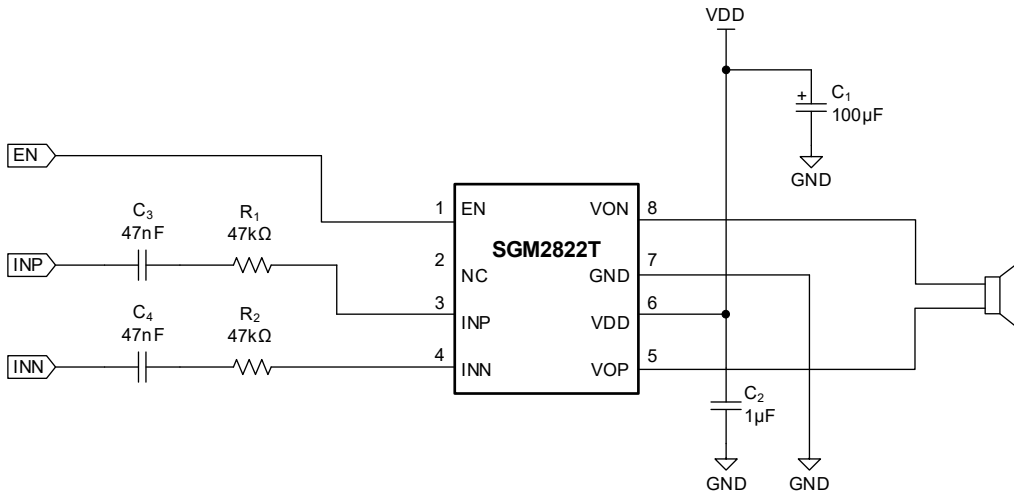 VDD
+
C₁
100µF
GND
EN
C₃
47nF
R₁
47kΩ
INP
C₄
47nF
R₂
47kΩ
INN
SGM2822T
1
EN
2
NC
3
INP
4
INN
VON
8
GND
7
VDD
6
VOP
5
C₂
1µF
GND
GND